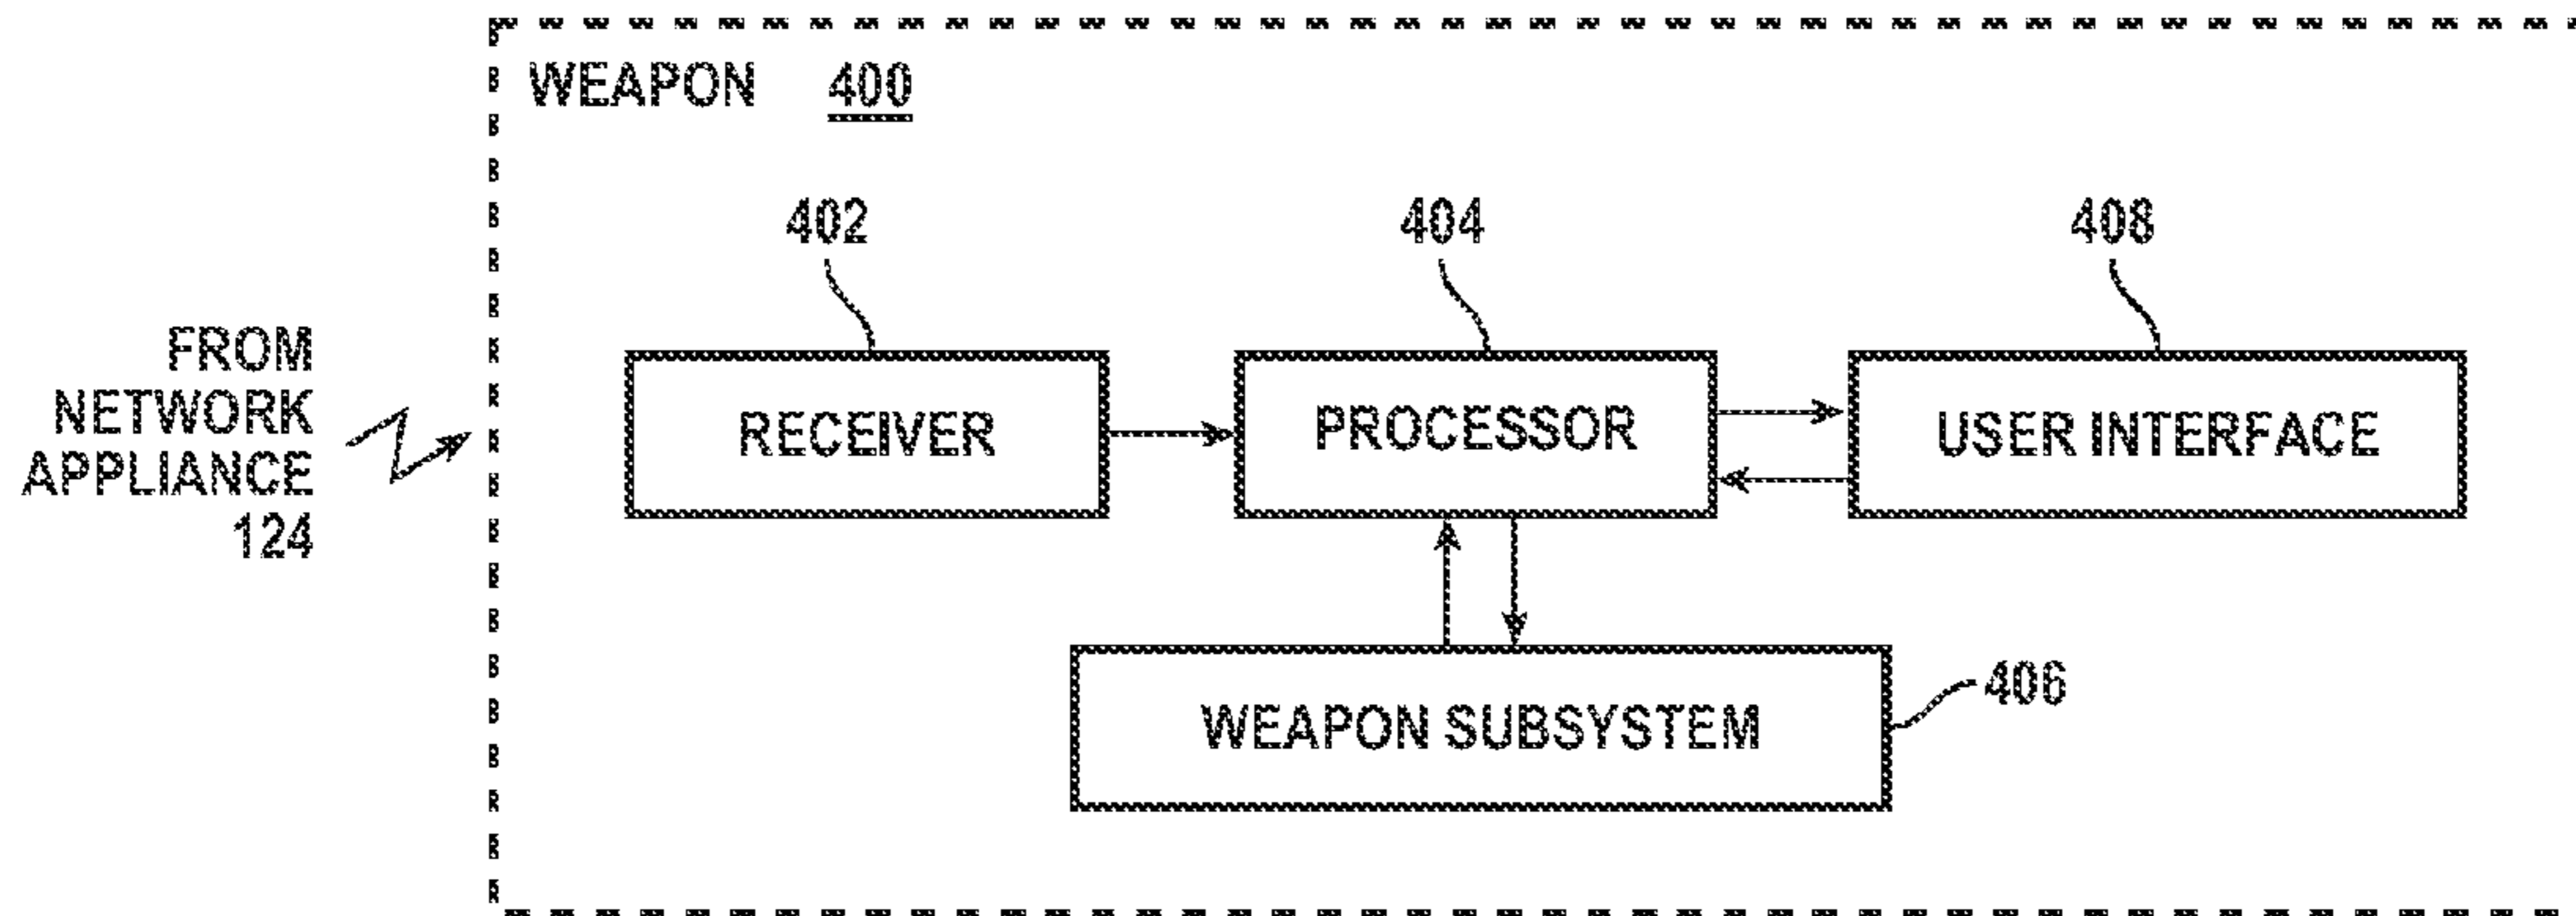 WEAPON 400
402
404
408
FROM
NETWORK
APPLIANCE
124
RECEIVER
PROCESSOR
USER INTERFACE
WEAPON SUBSYSTEM
406